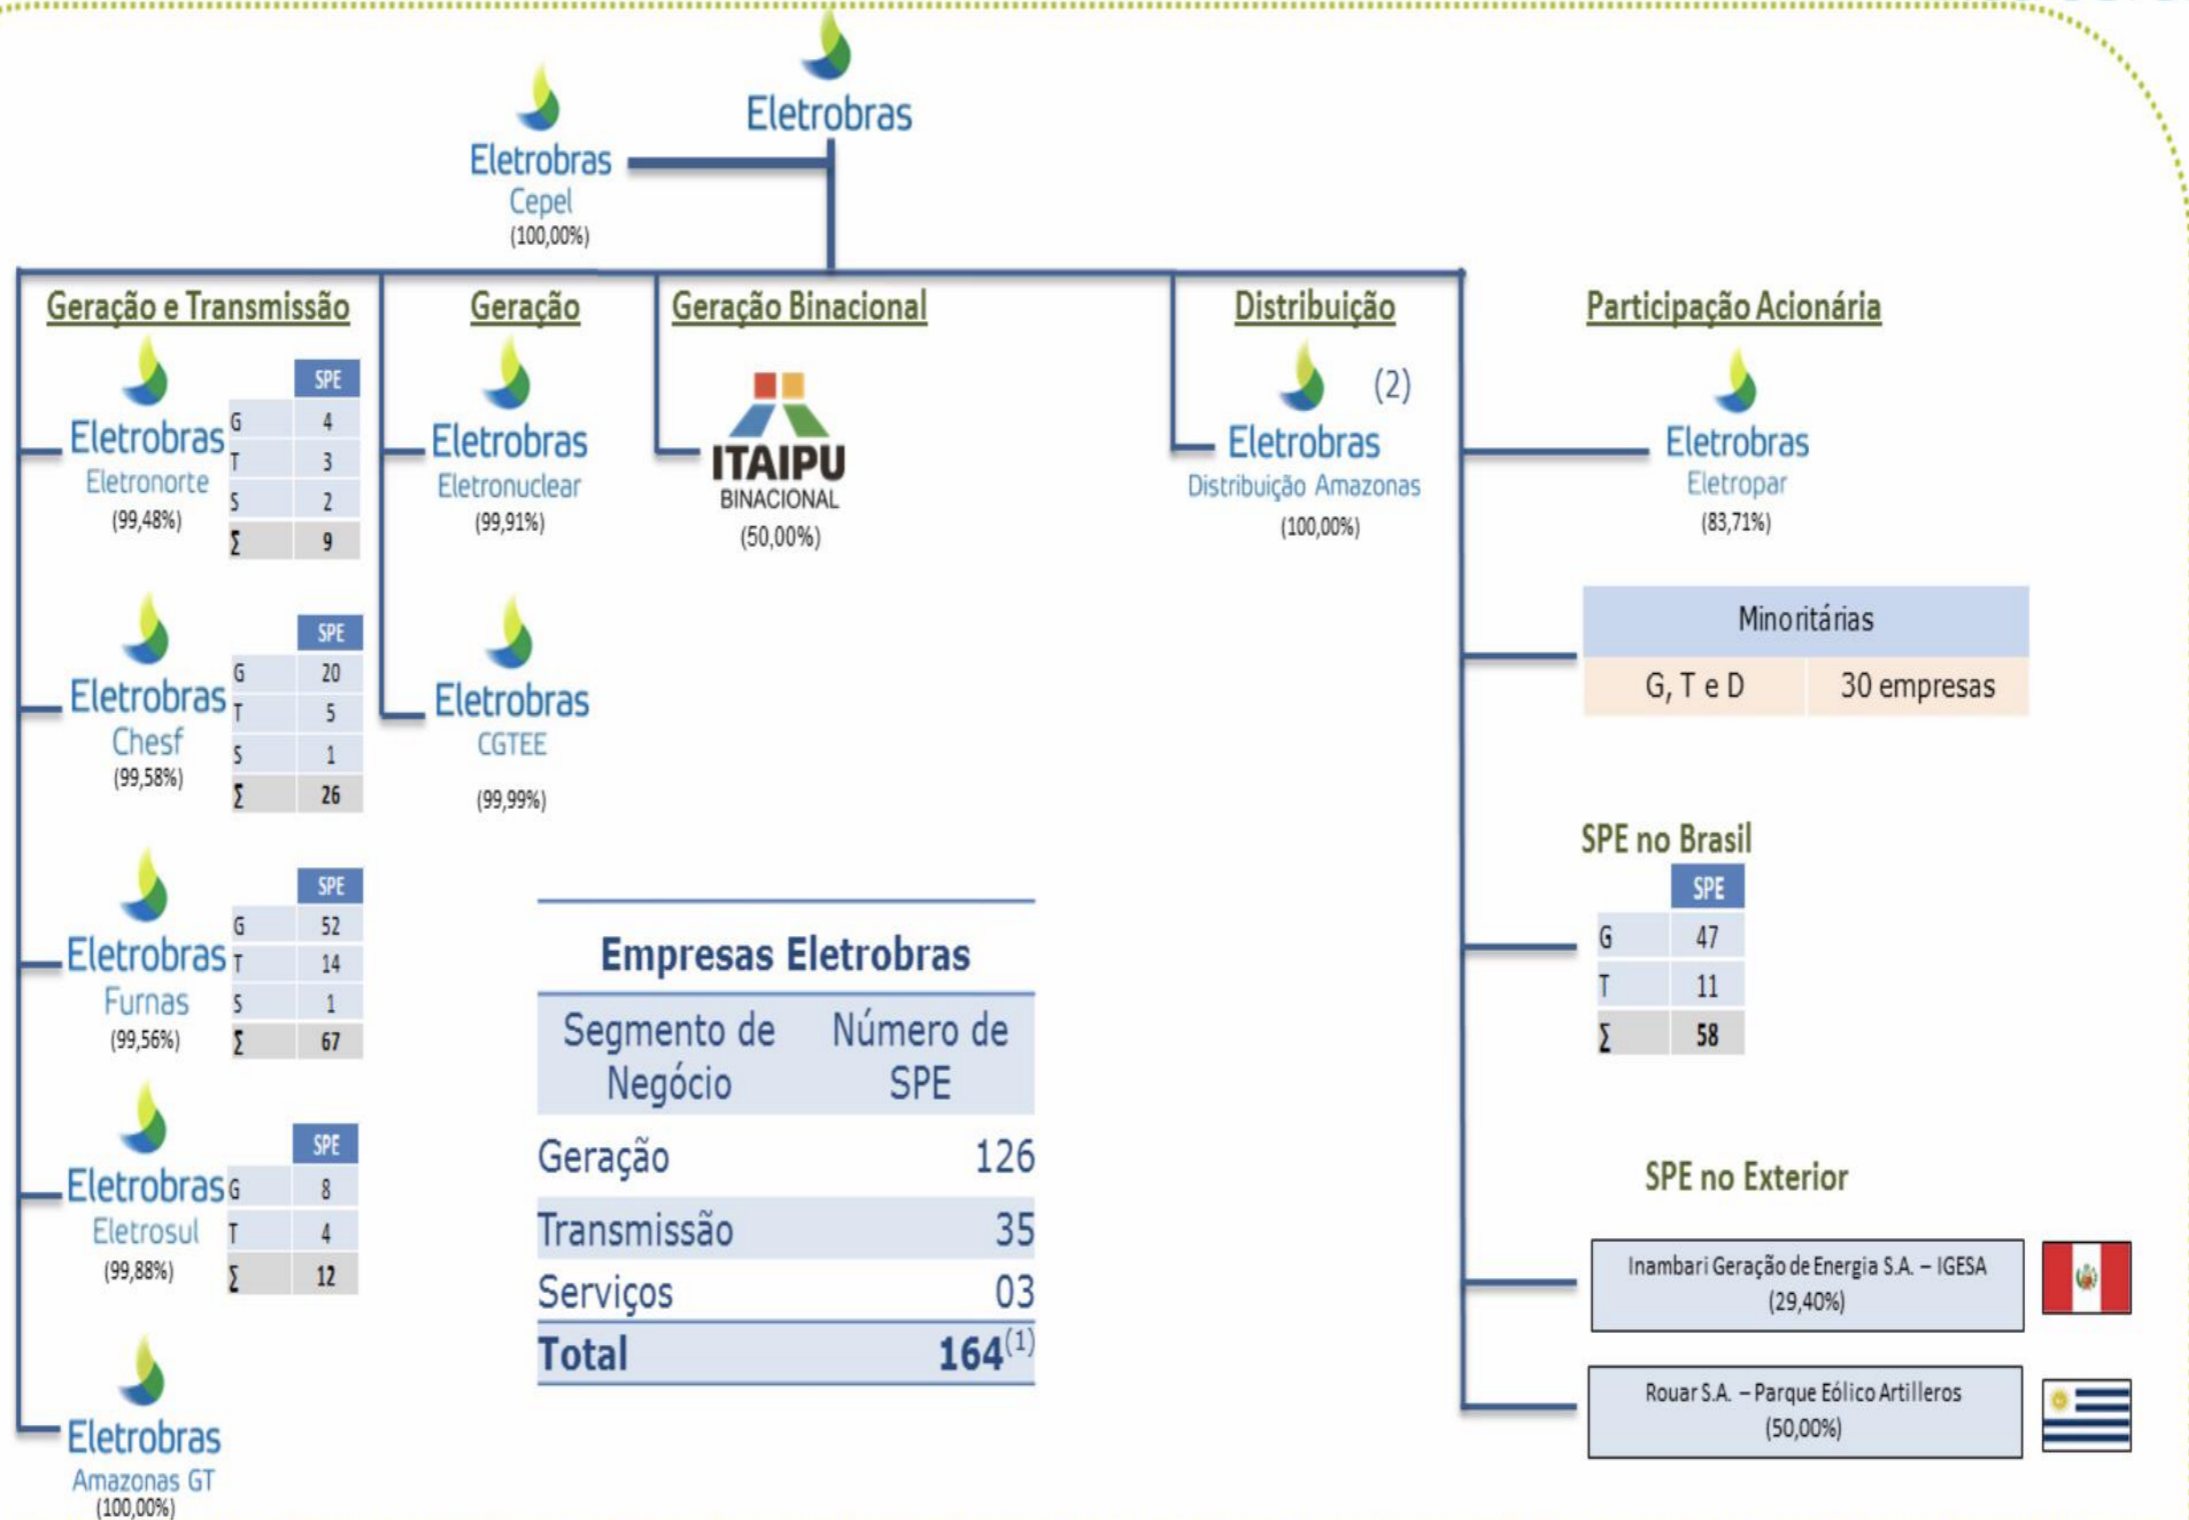 Eletrobras
Eletrobras
Cepel
(100,00%)
Geração e Transmissão
Eletrobras
Eletronorte
(99,48%)
SPE
G 4
T 3
S 2
Σ 9
Eletrobras
Chesf
(99,58%)
SPE
G 20
T 5
S 1
Σ 26
Eletrobras
Furnas
(99,56%)
SPE
G 52
T 14
S 1
Σ 67
Eletrobras
Eletrosul
(99,88%)
SPE
G 8
T 4
Σ 12
Eletrobras
Amazonas GT
(100,00%)
Geração
Eletrobras
Eletronuclear
(99,91%)
Eletrobras
CGTEE
(99,99%)
Geração Binacional
ITAIPU
BINACIONAL
(50,00%)
Empresas Eletrobras
Segmento de Número de
Negócio SPE
Geração 126
Transmissão 35
Serviços 03
Total 164(1)
Distribuição
(2)
Eletrobras
Distribuição Amazonas
(100,00%)
Participação Acionária
Eletrobras
Eletropar
(83,71%)
Minoritárias
G, T e D 30 empresas
SPE no Brasil
SPE
G 47
T 11
Σ 58
SPE no Exterior
Inambari Geração de Energia S.A. – IGESA
(29,40%)
Rouar S.A. – Parque Eólico Artilleros
(50,00%)